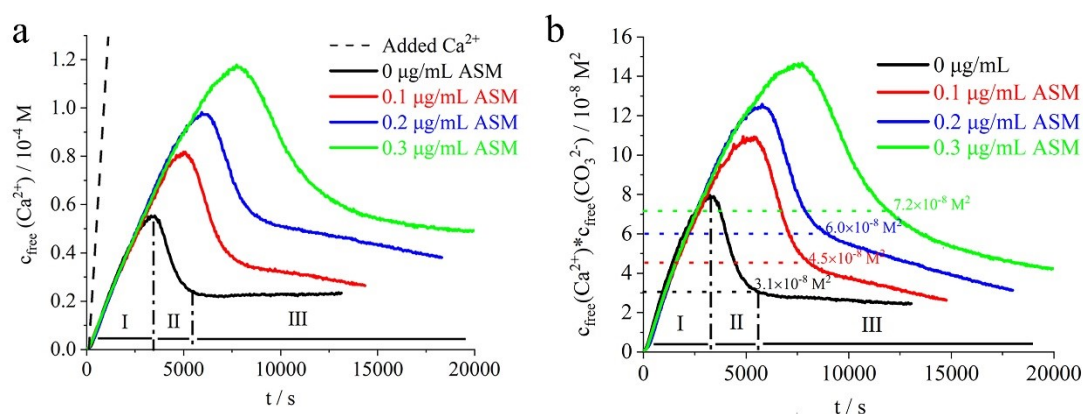 a
c_free (Ca²⁺) / 10⁻⁴ M
1.2
1.0
0.8
0.6
0.4
0.2
0.0
Added Ca²⁺
0 μg/mL ASM
0.1 μg/mL ASM
0.2 μg/mL ASM
0.3 μg/mL ASM
I II III
0 5000 10000 15000 20000
t / s
b
c_free(Ca²⁺)*c_free(CO₃²⁻) / 10⁻⁸ M²
16
14
12
10
8
6
4
2
0
0 μg/mL
0.1 μg/mL ASM
0.2 μg/mL ASM
0.3 μg/mL ASM
7.2×10⁻⁸ M²
6.0×10⁻⁸ M²
4.5×10⁻⁸ M²
3.1×10⁻⁸ M²
I II III
0 5000 10000 15000 20000
t / s